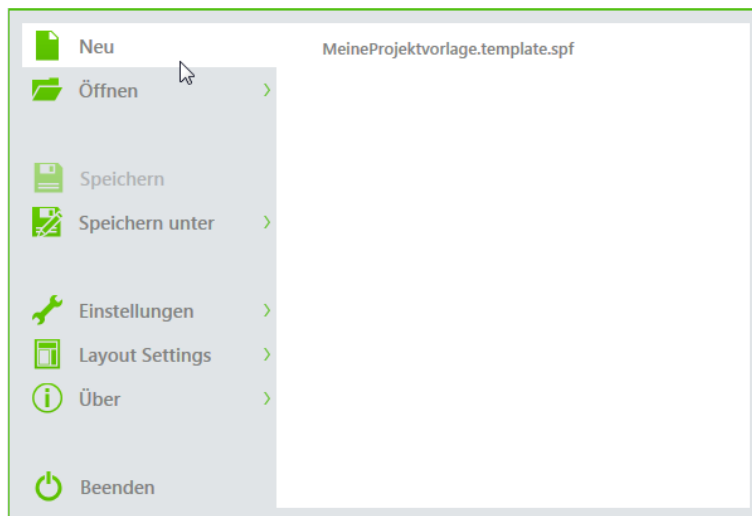 Neu
MeineProjektvorlage.template.spf
Öffnen
Speichern
Speichern unter
Einstellungen
Layout Settings
Über
Beenden